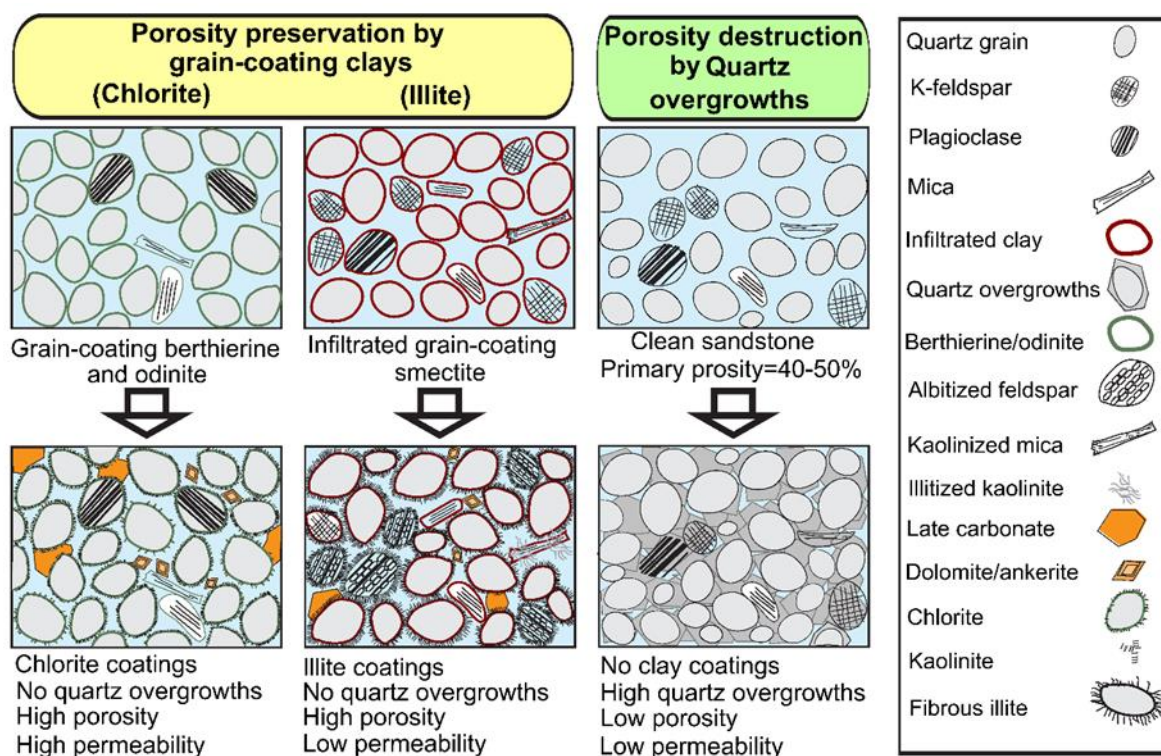 Porosity preservation by
grain-coating clays
(Chlorite) (Illite)
Porosity destruction
by Quartz
overgrowths
Grain-coating berthierine
and odinite
Infiltrated grain-coating
smectite
Clean sandstone
Primary prosity=40-50%
Chlorite coatings
No quartz overgrowths
High porosity
High permeability
Illite coatings
No quartz overgrowths
High porosity
Low permeability
No clay coatings
High quartz overgrowths
Low porosity
Low permeability
Quartz grain
K-feldspar
Plagioclase
Mica
Infiltrated clay
Quartz overgrowths
Berthierine/odinite
Albitized feldspar
Kaolinized mica
Illitized kaolinite
Late carbonate
Dolomite/ankerite
Chlorite
Kaolinite
Fibrous illite